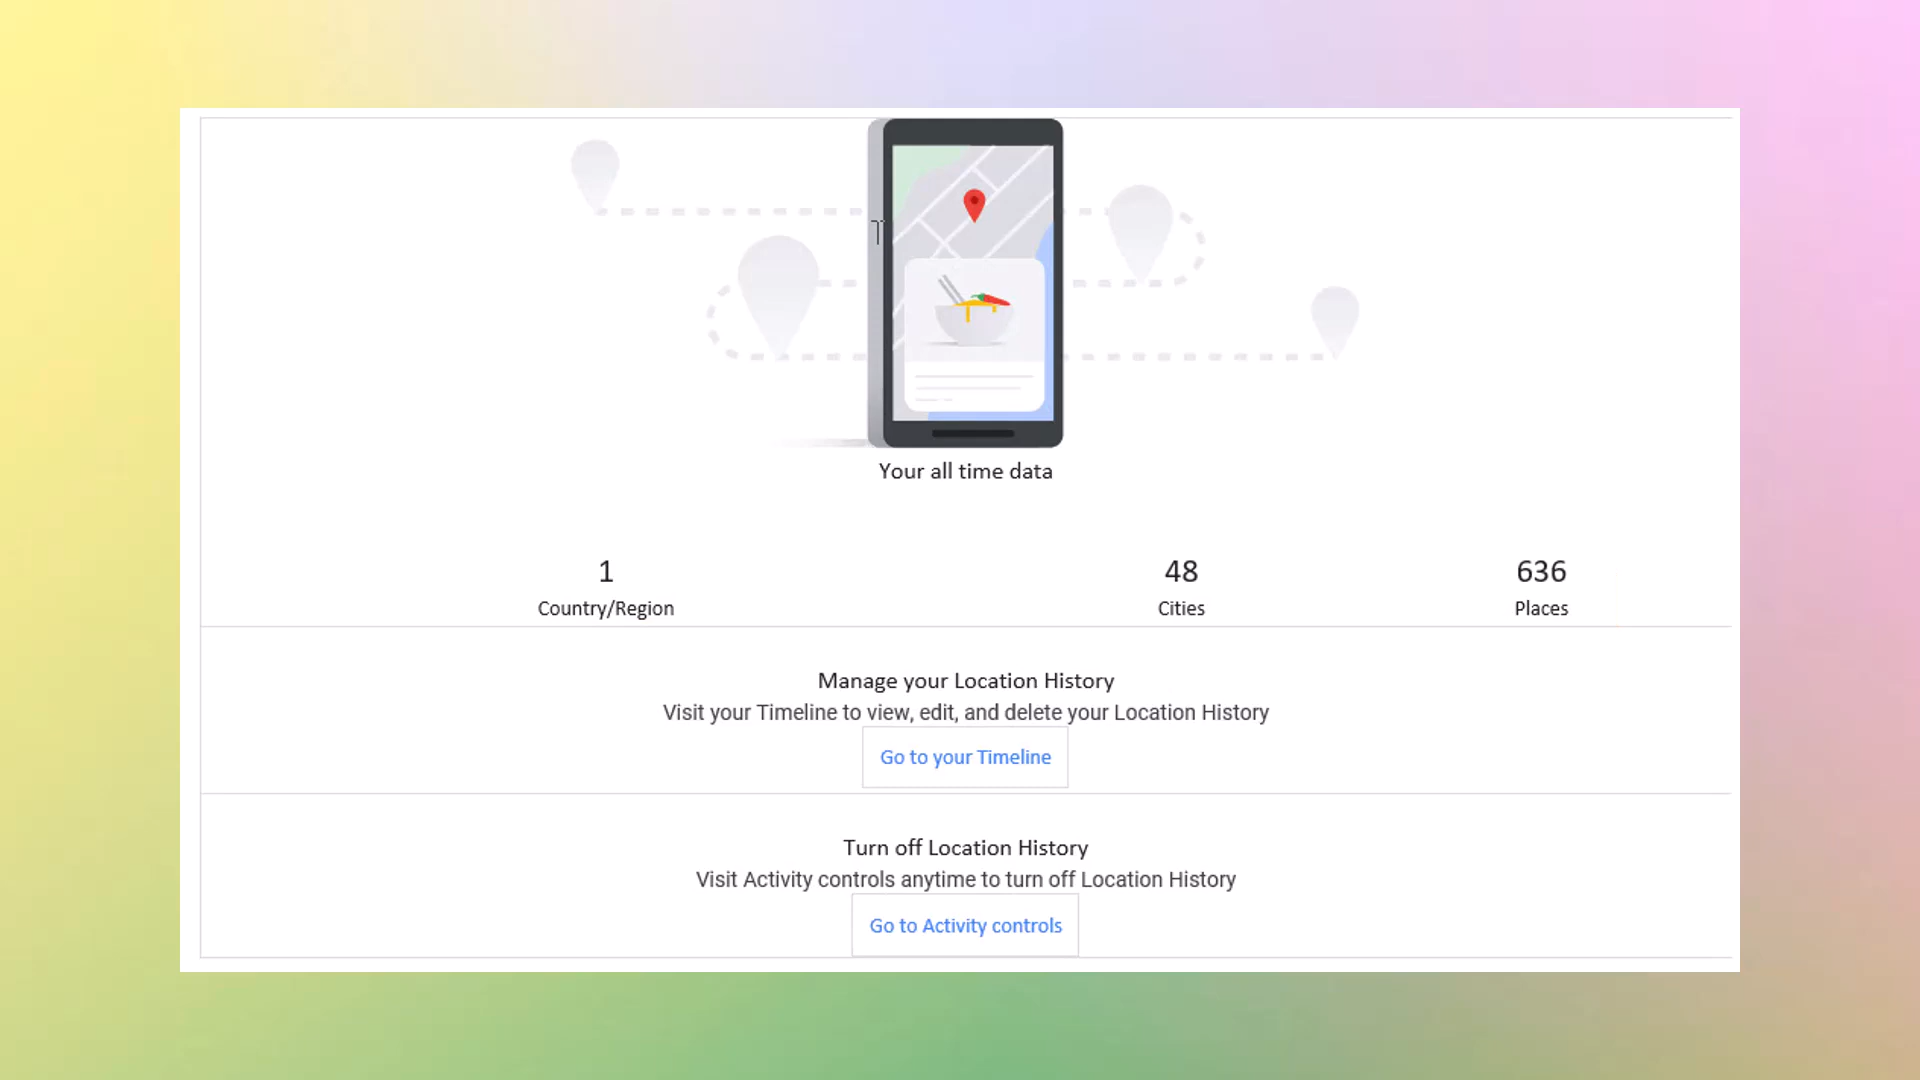 Your all time data
1 48 636
Country/Region Cities Places
Manage your Location History
Visit your Timeline to view, edit, and delete your Location History
Go to your Timeline
Turn off Location History
Visit Activity controls anytime to turn off Location History
Go to Activity controls